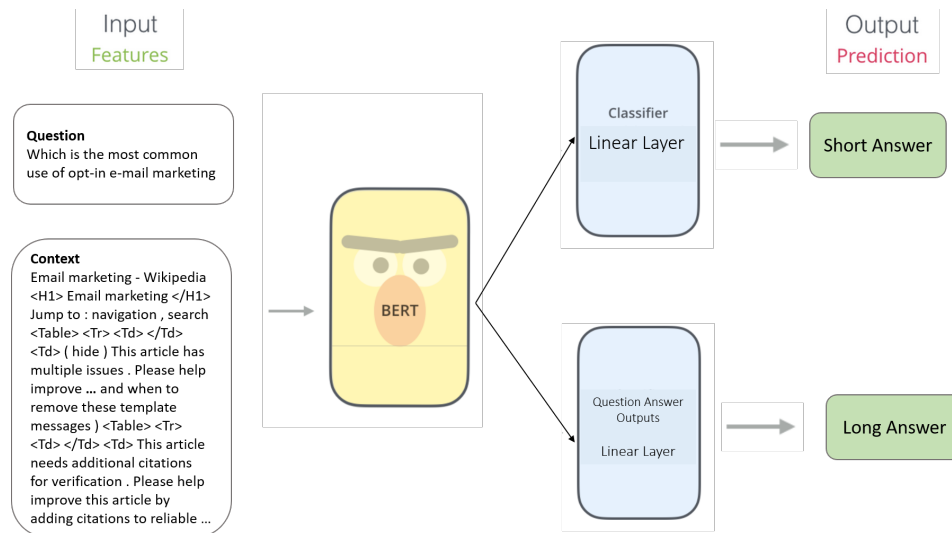 Input
Features
Question
Which is the most common
use of opt-in e-mail marketing
Context
Email marketing - Wikipedia
<H1> Email marketing </H1>
Jump to : navigation , search
<Table> <Tr> <Td> </Td>
<Td> ( hide ) This article has
multiple issues . Please help
improve ... and when to
remove these template
messages ) <Table> <Tr>
<Td> </Td> <Td> This article
needs additional citations
for verification . Please help
improve this article by
adding citations to reliable ...
BERT
Classifier
Linear Layer
Question Answer
Outputs
Linear Layer
Output
Prediction
Short Answer
Long Answer